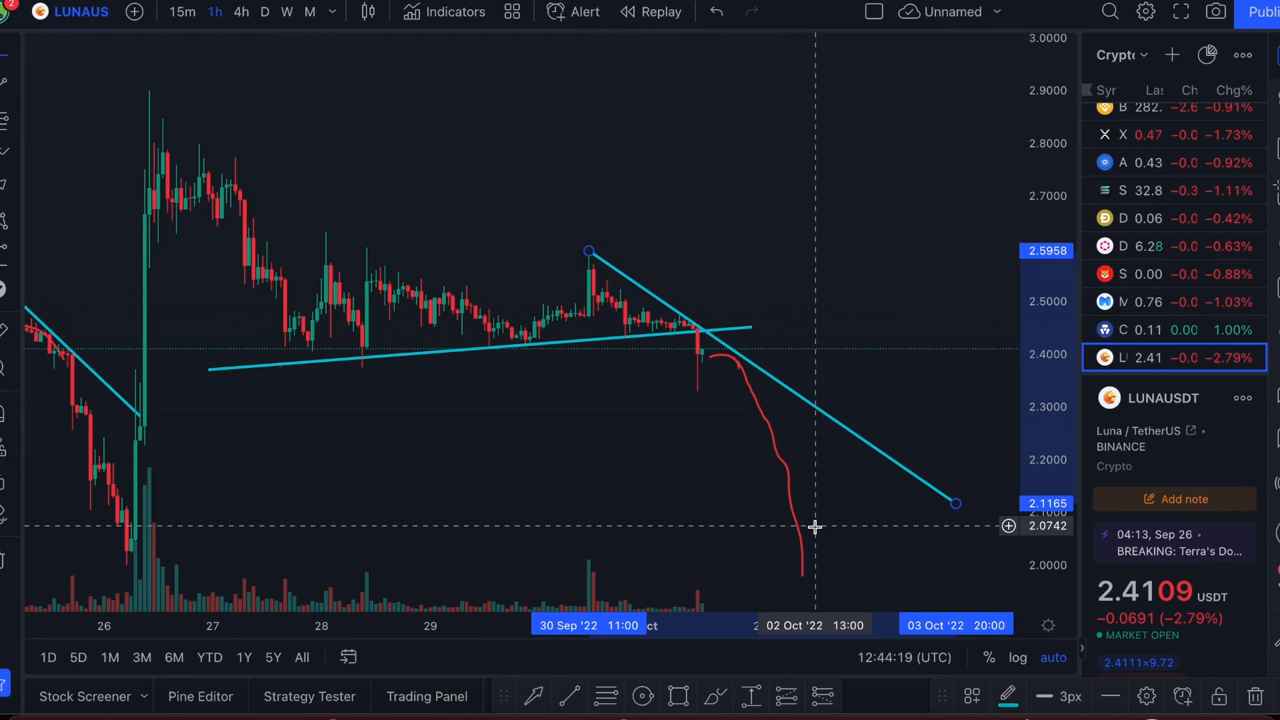 2
LUNAUS
15m 1h 4h D W M
Indicators
Alert
Replay
Unnamed
Publi
Crypto
Syr Las Ch Chg%
B 282. −2.6 −0.91%
X 0.47 −0.0 −1.73%
A 0.43 −0.0 −0.92%
S 32.8 −0.3 −1.11%
D 0.06 −0.0 −0.42%
D 6.28 −0.0 −0.63%
S 0.00 −0.0 −0.88%
M 0.76 −0.0 −1.03%
C 0.11 0.00 1.00%
L 2.41 −0.0 −2.79%
3.0000
2.9000
2.8000
2.7000
2.5958
2.5000
2.4000
2.3000
2.2000
2.1165
2.0742
2.0000
LUNAUSDT
Luna / TetherUS •
BINANCE
Crypto
Add note
04:13, Sep 26 •
BREAKING: Terra's Do...
2.4109 USDT
−0.0691 (−2.79%)
MARKET OPEN
2.4111×9.72
26 27 28 29 30 Sep '22 11:00 ct 2 02 Oct '22 13:00 03 Oct '22 20:00
1D 5D 1M 3M 6M YTD 1Y 5Y All
12:44:19 (UTC) % log auto
Stock Screener Pine Editor Strategy Tester Trading Panel
3px